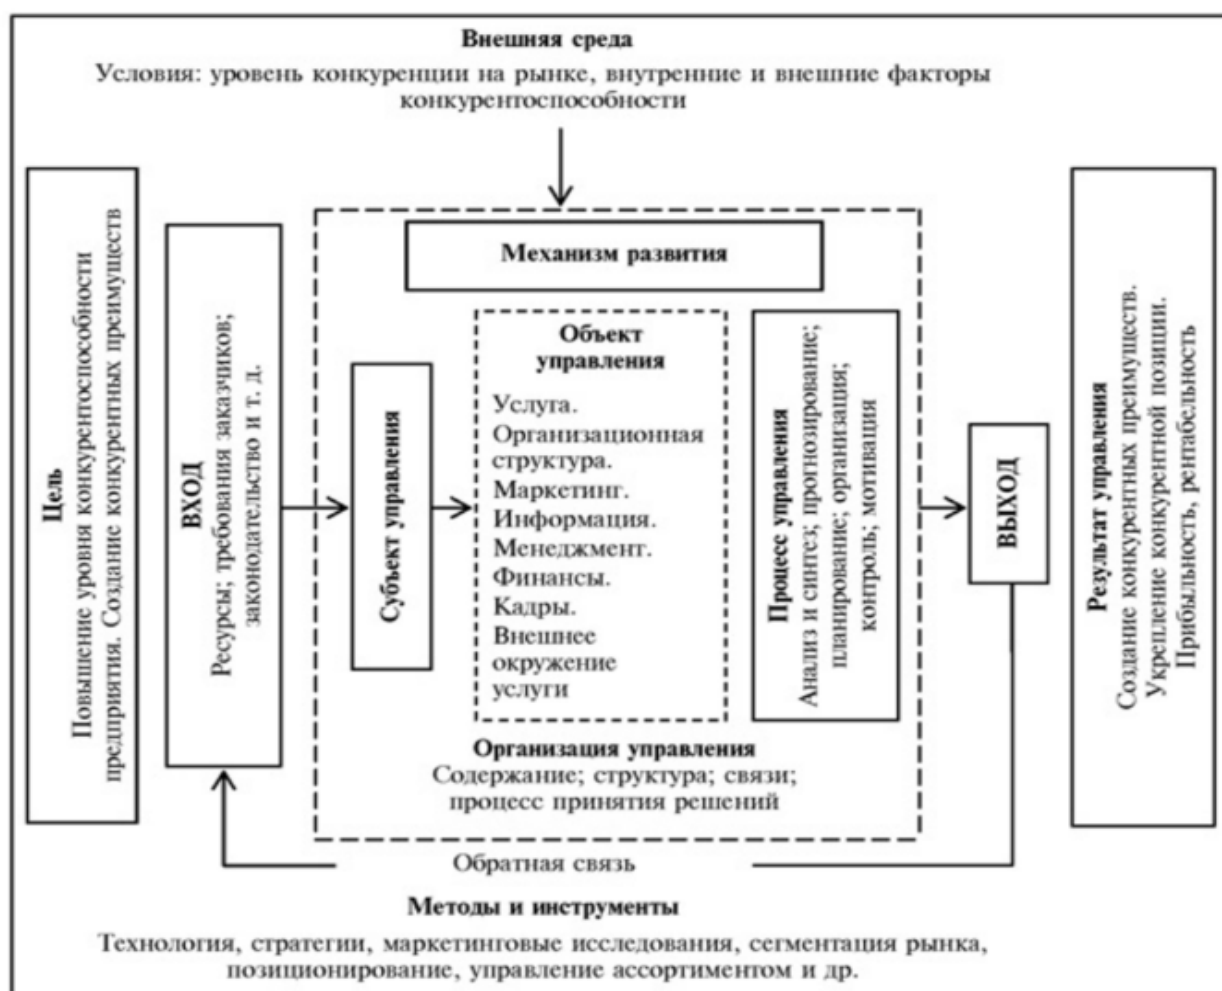 Внешняя среда
Условия: уровень конкуренции на рынке, внутренние и внешние факторы
конкурентоспособности
Цель
Повышение уровня конкурентоспособности
предприятия. Создание конкурентных преимуществ
ВХОД
Ресурсы; требования заказчиков;
законодательство и т. д.
Механизм развития
Субъект управления
Объект
управления
Услуга.
Организационная
структура.
Маркетинг.
Информация.
Менеджмент.
Финансы.
Кадры.
Внешнее
окружение
услуги
Процесс управления
Анализ и синтез; прогнозирование;
планирование; организация;
контроль; мотивация
Организация управления
Содержание; структура; связи;
процесс принятия решений
ВЫХОД
Результат управления
Создание конкурентных преимуществ.
Укрепление конкурентной позиции.
Прибыльность, рентабельность
Обратная связь
Методы и инструменты
Технология, стратегии, маркетинговые исследования, сегментация рынка,
позиционирование, управление ассортиментом и др.